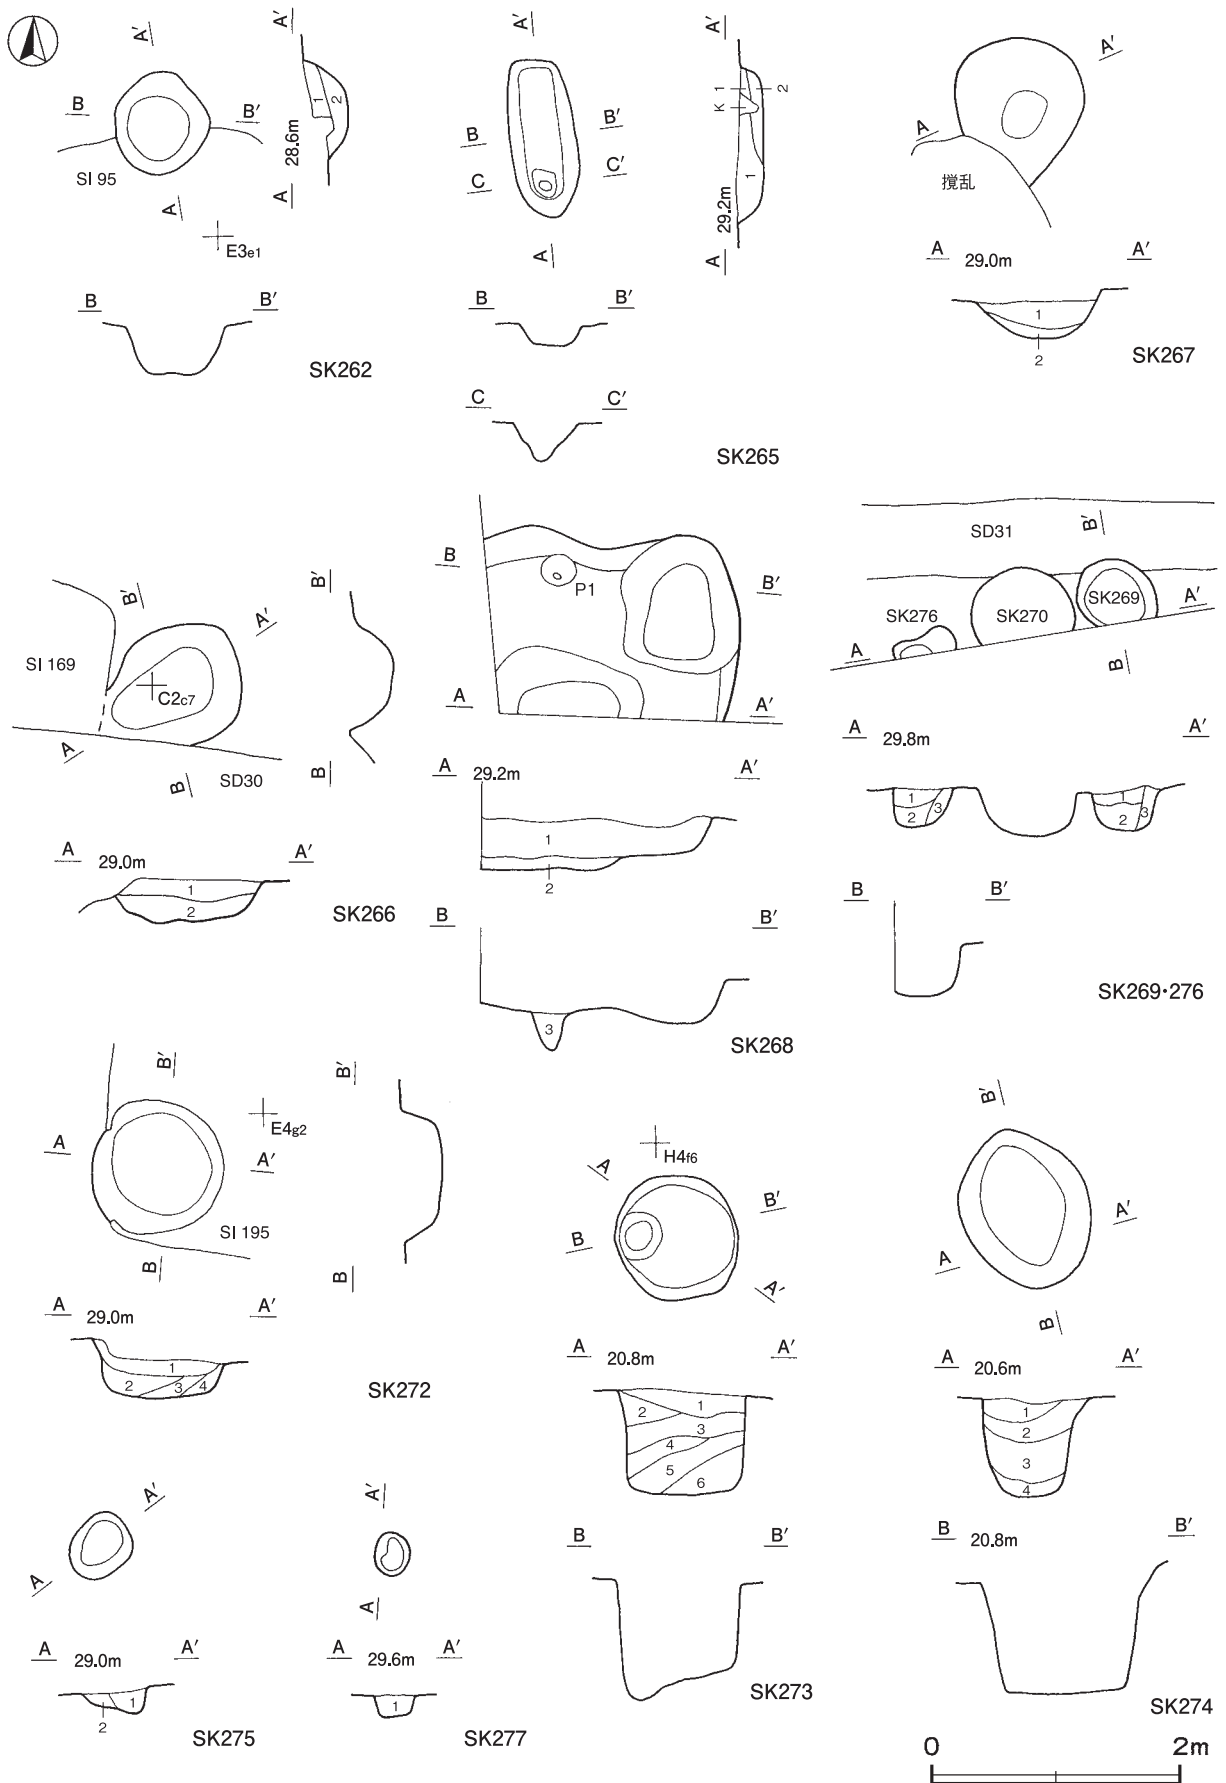 A A' B B' A A'
1 2
28.6m
SI 95
E3e1
B B'
SK262
A A' B B' C C' A A'
1 2 K 1
29.2m
B B'
C C'
SK265
A A'
撹乱
A 29.0m A'
1
2
SK267
SI 169
B B' A A'
C2c7
SD30
B B'
A 29.0m A'
1
2
SK266
B B'
P1
A A'
A 29.2m A'
1
2
B B'
3
SK268
SD31
B B'
SK276 SK270 SK269
A A'
A 29.8m A'
1 2 3 1 2 3
B B'
SK269・276
B B' A A'
E4g2
SI 195
B B'
A 29.0m A'
1
2 3 4
SK272
H4f6
A A' B B'
A 20.8m A'
1
2
3
4
5
6
B B'
SK273
B B' A A'
A 20.6m A'
1
2
3
4
B 20.8m B'
SK274
A A'
A 29.0m A'
1
2
SK275
A A'
A 29.6m A'
1
SK277
0 2m